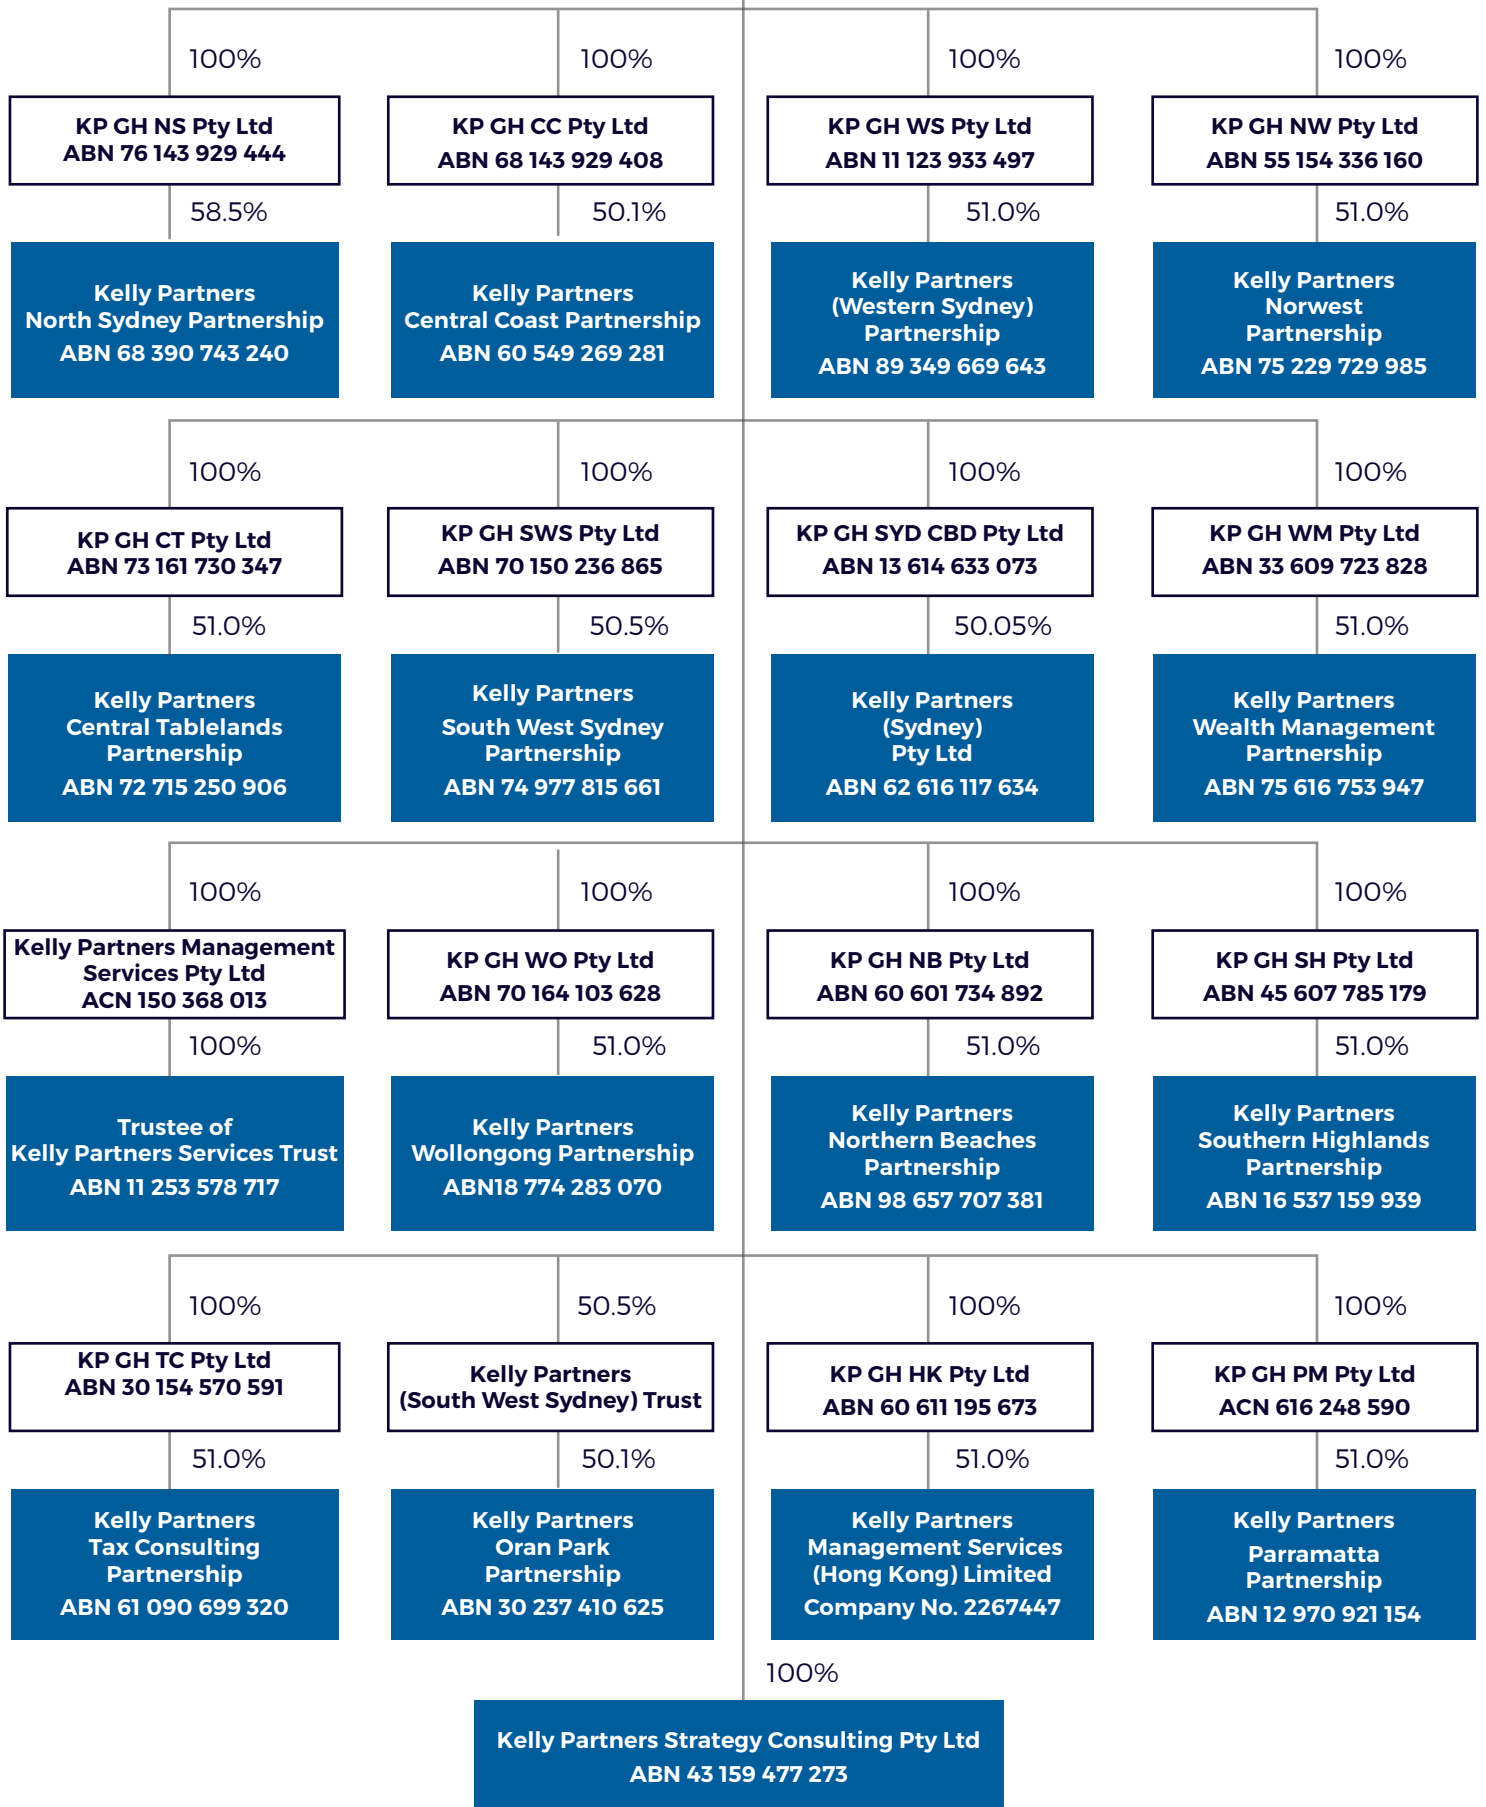 100%
100%
100%
100%
KP GH NS Pty Ltd
ABN 76 143 929 444
KP GH CC Pty Ltd
ABN 68 143 929 408
KP GH WS Pty Ltd
ABN 11 123 933 497
KP GH NW Pty Ltd
ABN 55 154 336 160
58.5%
50.1%
51.0%
51.0%
Kelly Partners
North Sydney Partnership
ABN 68 390 743 240
Kelly Partners
Central Coast Partnership
ABN 60 549 269 281
Kelly Partners
(Western Sydney)
Partnership
ABN 89 349 669 643
Kelly Partners
Norwest
Partnership
ABN 75 229 729 985
100%
100%
100%
100%
KP GH CT Pty Ltd
ABN 73 161 730 347
KP GH SWS Pty Ltd
ABN 70 150 236 865
KP GH SYD CBD Pty Ltd
ABN 13 614 633 073
KP GH WM Pty Ltd
ABN 33 609 723 828
51.0%
50.5%
50.05%
51.0%
Kelly Partners
Central Tablelands
Partnership
ABN 72 715 250 906
Kelly Partners
South West Sydney
Partnership
ABN 74 977 815 661
Kelly Partners
(Sydney)
Pty Ltd
ABN 62 616 117 634
Kelly Partners
Wealth Management
Partnership
ABN 75 616 753 947
100%
100%
100%
100%
Kelly Partners Management
Services Pty Ltd
ACN 150 368 013
KP GH WO Pty Ltd
ABN 70 164 103 628
KP GH NB Pty Ltd
ABN 60 601 734 892
KP GH SH Pty Ltd
ABN 45 607 785 179
100%
51.0%
51.0%
51.0%
Trustee of
Kelly Partners Services Trust
ABN 11 253 578 717
Kelly Partners
Wollongong Partnership
ABN18 774 283 070
Kelly Partners
Northern Beaches
Partnership
ABN 98 657 707 381
Kelly Partners
Southern Highlands
Partnership
ABN 16 537 159 939
100%
50.5%
100%
100%
KP GH TC Pty Ltd
ABN 30 154 570 591
Kelly Partners
(South West Sydney) Trust
KP GH HK Pty Ltd
ABN 60 611 195 673
KP GH PM Pty Ltd
ACN 616 248 590
51.0%
50.1%
51.0%
51.0%
Kelly Partners
Tax Consulting
Partnership
ABN 61 090 699 320
Kelly Partners
Oran Park
Partnership
ABN 30 237 410 625
Kelly Partners
Management Services
(Hong Kong) Limited
Company No. 2267447
Kelly Partners
Parramatta
Partnership
ABN 12 970 921 154
100%
Kelly Partners Strategy Consulting Pty Ltd
ABN 43 159 477 273